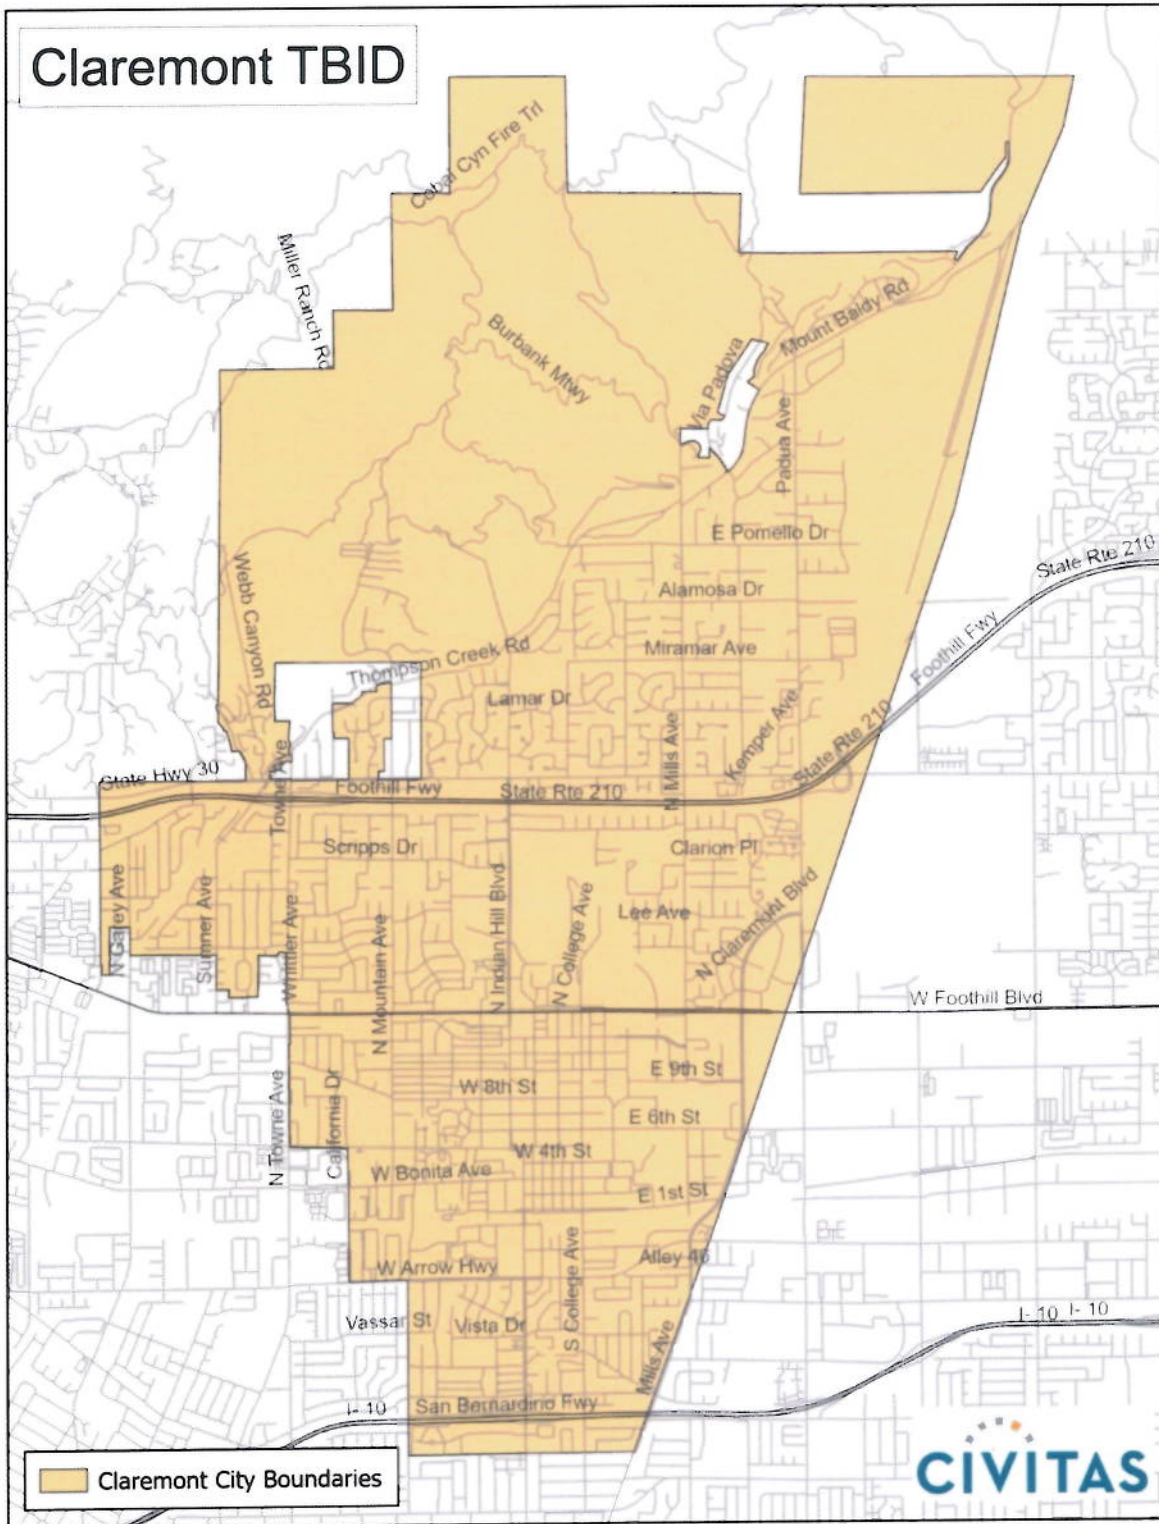 Claremont TBID
Cobal Cyn Fire Trl
Miller Ranch Rd
Burbank Mtwy
Mount Baldy Rd
Via Padova
Padua Ave
E Pomello Dr
State Rte 210
Alamosa Dr
Webb Canyon Rd
Miramar Ave
Foothill Fwy
Thompson Creek Rd
Lamar Dr
Kemper Ave
N Mills Ave
State Rte 210
State Hwy 30
Towne Ave
Foothill Fwy
State Rte 210
Scripps Dr
Clarion Pl
N Garey Ave
Sumner Ave
Whittier Ave
N Mountain Ave
N Indian Hill Blvd
N College Ave
Lee Ave
N Claremont Blvd
W Foothill Blvd
E 9th St
W 8th St
N Towne Ave
California Dr
E 6th St
W 4th St
W Bonita Ave
E 1st St
W Arrow Hwy
S College Ave
Alley 46
Vassar St
Vista Dr
Mills Ave
I- 10
I- 10
I- 10
San Bernardino Fwy
Claremont City Boundaries
CIVITAS